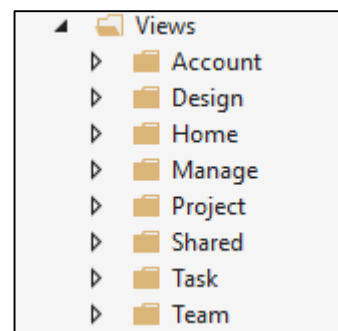 Views
Account
Design
Home
Manage
Project
Shared
Task
Team